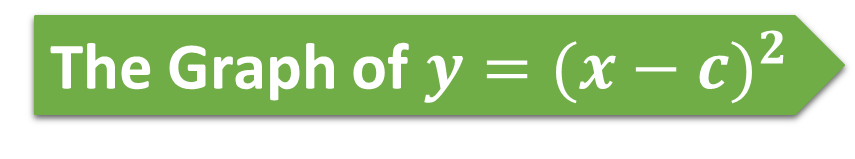 The Graph of y = (x − c)²